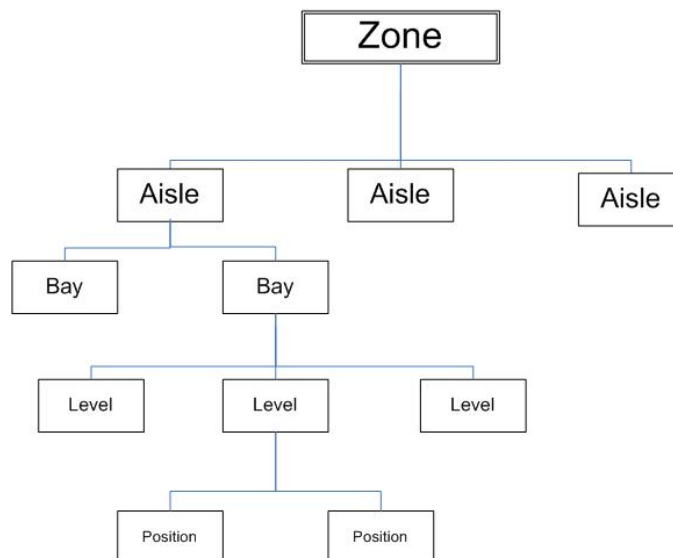 Zone
Aisle
Aisle
Aisle
Bay
Bay
Level
Level
Level
Position
Position